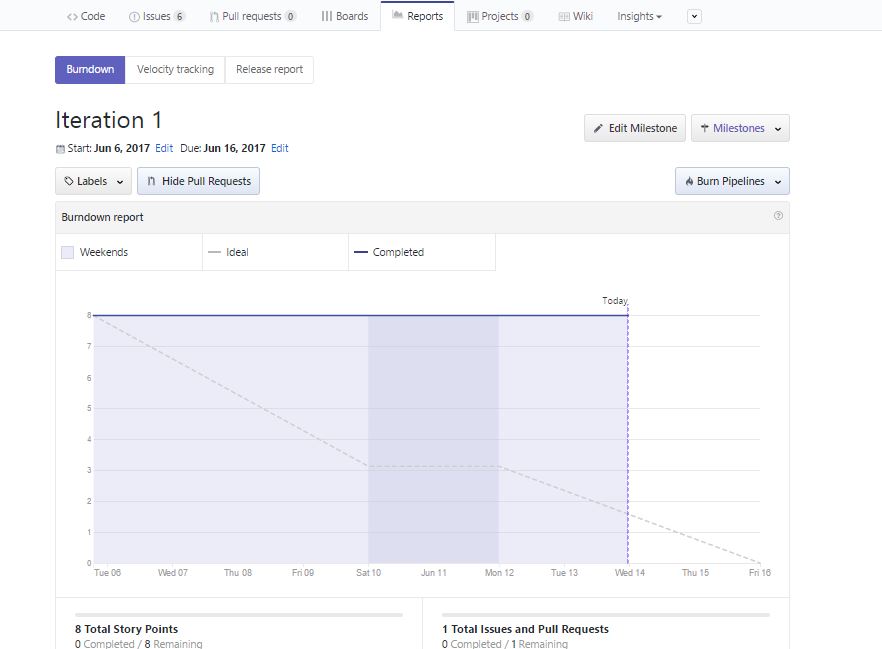 Code Issues 6 Pull requests 0 Boards Reports Projects 0 Wiki Insights
Burndown Velocity tracking Release report
Iteration 1
Edit Milestone Milestones
Start: Jun 6, 2017 Edit Due: Jun 16, 2017 Edit
Labels Hide Pull Requests Burn Pipelines
Burndown report
Weekends Ideal Completed
Today
8
7
6
5
4
3
2
1
0
Tue 06 Wed 07 Thu 08 Fri 09 Sat 10 Jun 11 Mon 12 Tue 13 Wed 14 Thu 15 Fri 16
8 Total Story Points 1 Total Issues and Pull Requests
0 Completed / 8 Remaining 0 Completed / 1 Remaining